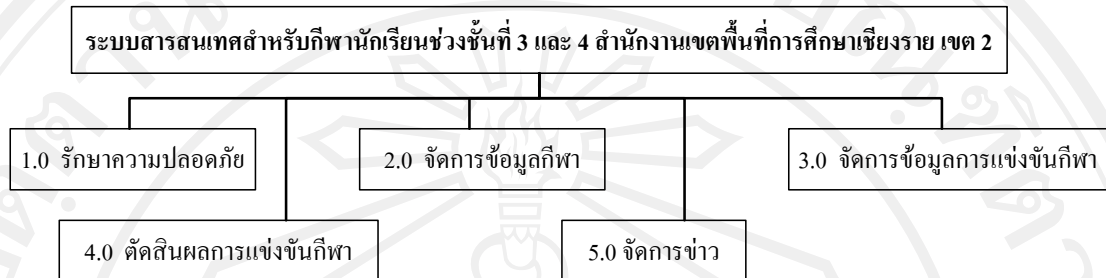 ระบบสารสนเทศสำหรับกีฬานักเรียนช่วงชั้นที่ 3 และ 4 สำนักงานเขตพื้นที่การศึกษาเชียงราย เขต 2
1.0 รักษาความปลอดภัย
2.0 จัดการข้อมูลกีฬา
3.0 จัดการข้อมูลการแข่งขันกีฬา
4.0 ตัดสินผลการแข่งขันกีฬา
5.0 จัดการข่าว